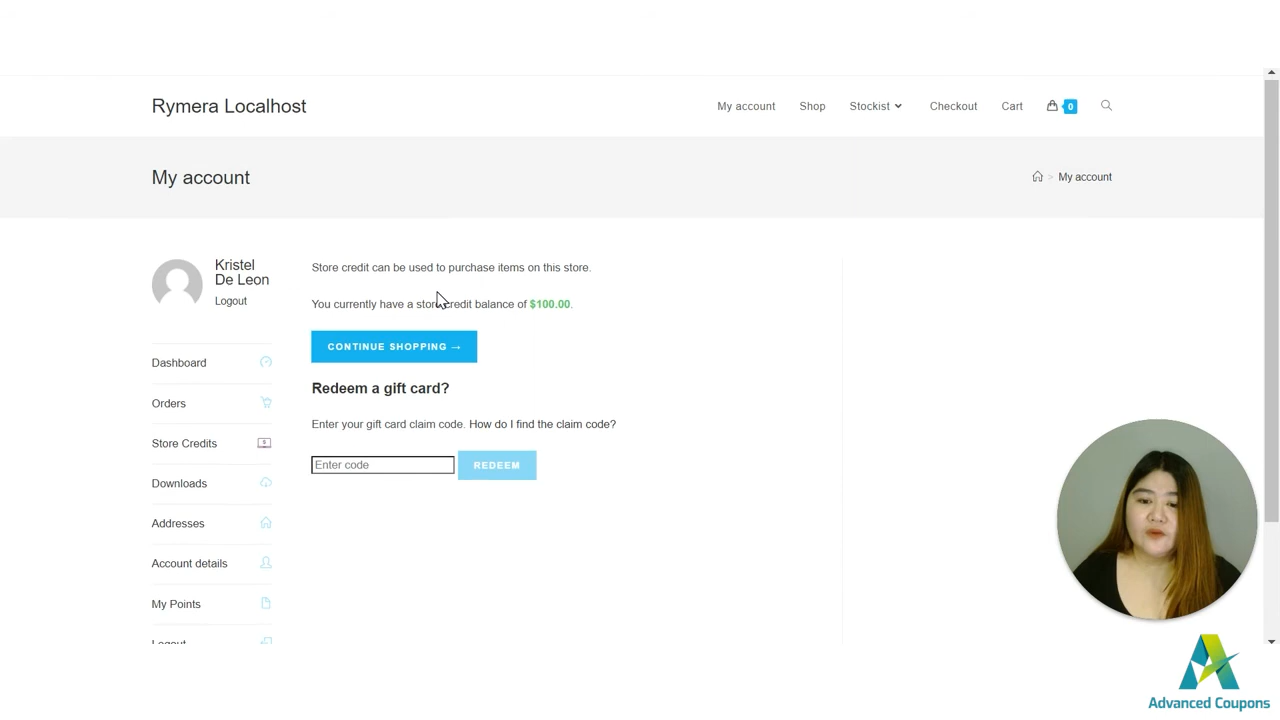 Rymera Localhost
My account
Shop
Stockist
Checkout
Cart
0
My account
> My account
Kristel
De Leon
Logout
Dashboard
Orders
Store Credits
Downloads
Addresses
Account details
My Points
Logout
Store credit can be used to purchase items on this store.
You currently have a store credit balance of $100.00.
CONTINUE SHOPPING →
Redeem a gift card?
Enter your gift card claim code. How do I find the claim code?
Enter code
REDEEM
Advanced Coupons